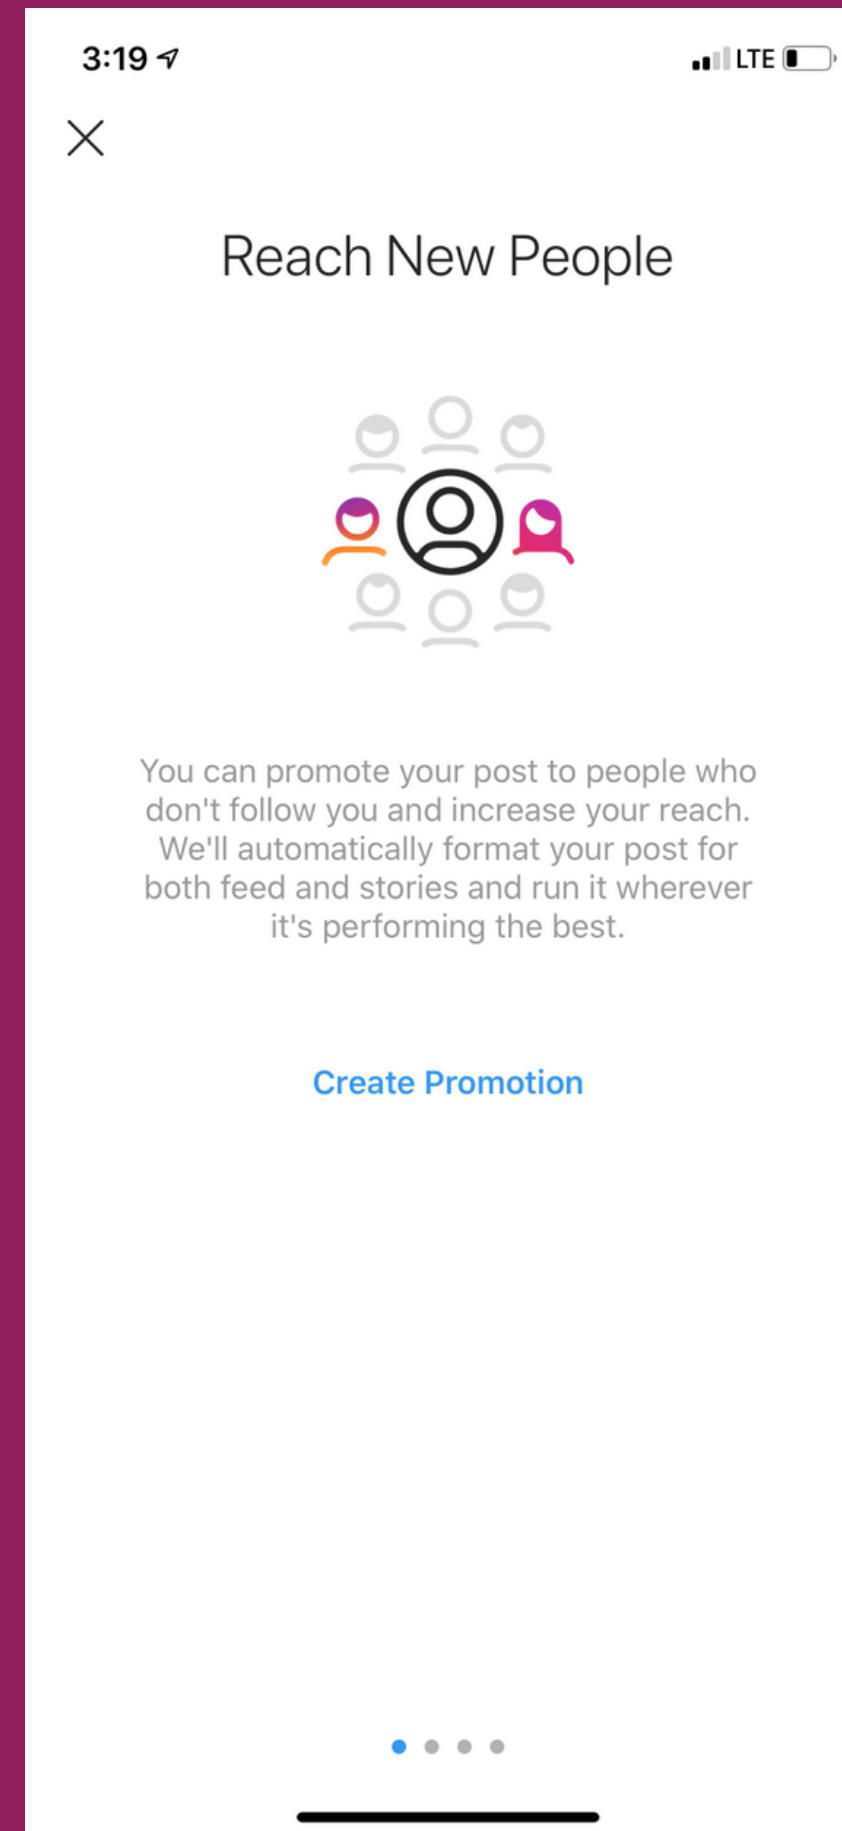 3:19
LTE
Reach New People
You can promote your post to people who
don't follow you and increase your reach.
We'll automatically format your post for
both feed and stories and run it wherever
it's performing the best.
Create Promotion